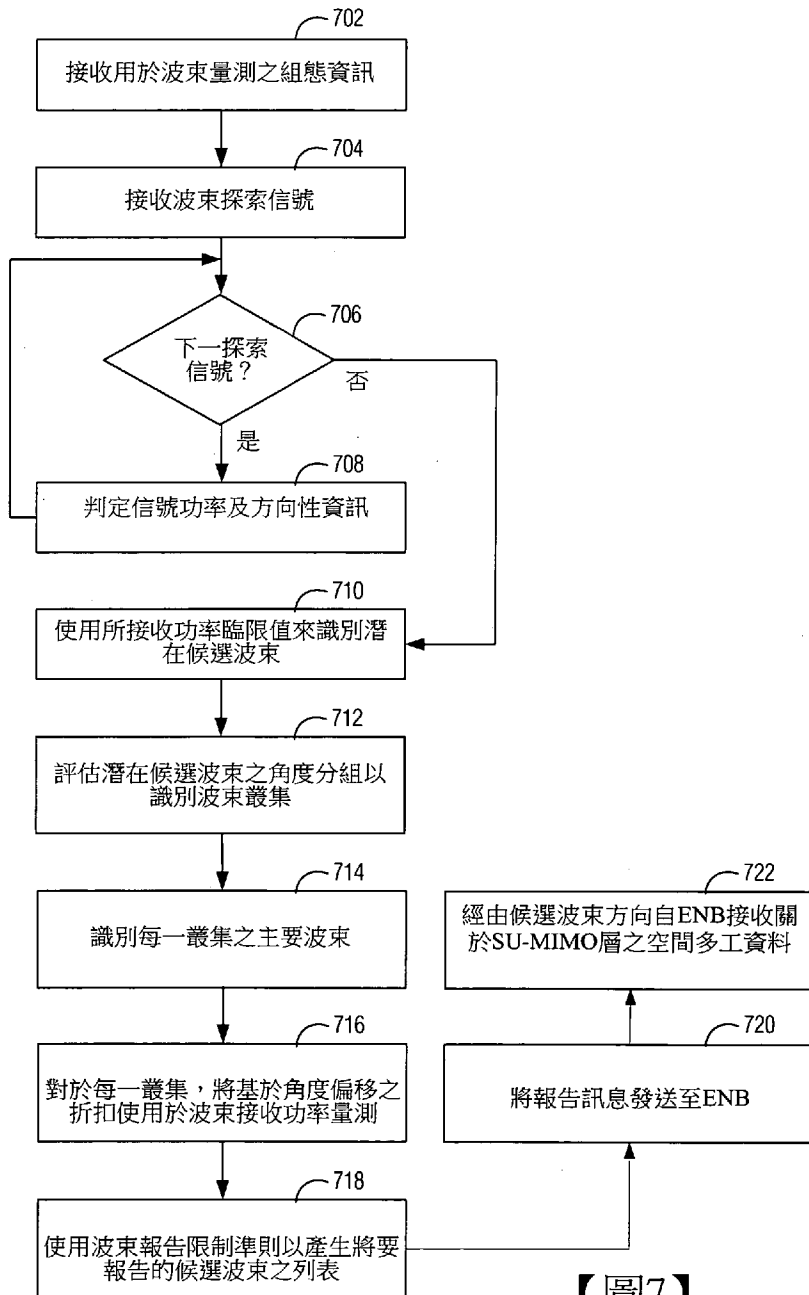 702
接收用於波束量測之組態資訊
704
接收波束探索信號
706
下一探索
信號？
否
是
708
判定信號功率及方向性資訊
710
使用所接收功率臨限值來識別潛
在候選波束
712
評估潛在候選波束之角度分組以
識別波束叢集
714
識別每一叢集之主要波束
716
對於每一叢集，將基於角度偏移之
折扣使用於波束接收功率量測
718
使用波束報告限制準則以產生將要
報告的候選波束之列表
720
將報告訊息發送至ENB
722
經由候選波束方向自ENB接收關
於SU-MIMO層之空間多工資料
【圖7】